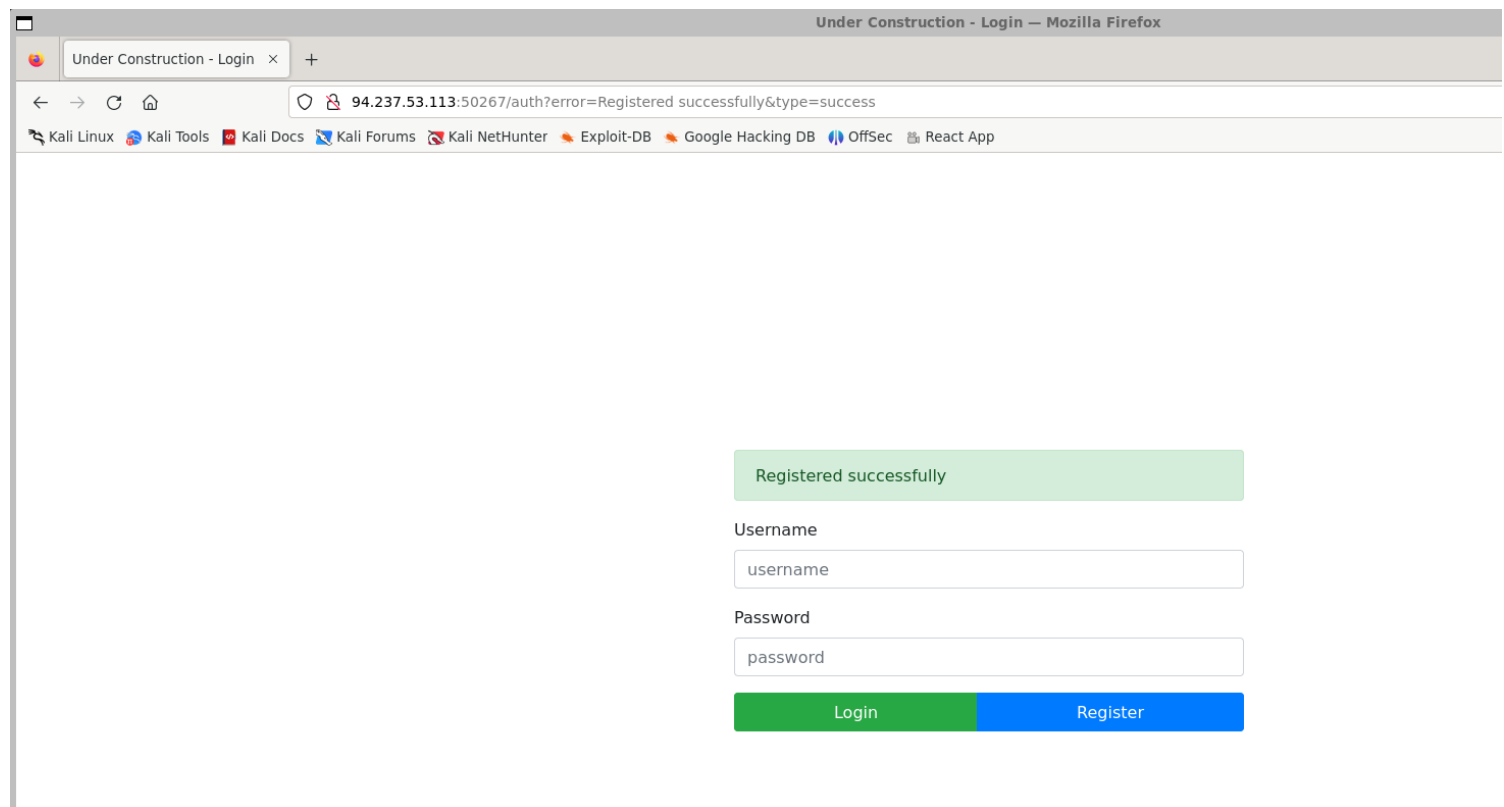 Under Construction - Login — Mozilla Firefox
Under Construction - Login
94.237.53.113:50267/auth?error=Registered successfully&type=success
Kali Linux Kali Tools Kali Docs Kali Forums Kali NetHunter Exploit-DB Google Hacking DB OffSec React App
Registered successfully
Username
username
Password
password
Login Register